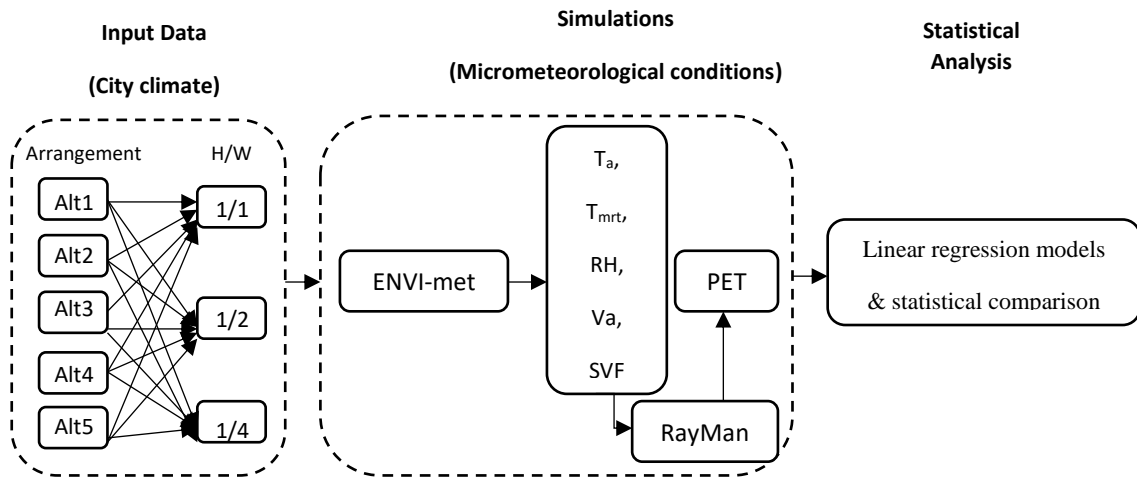 Input Data
(City climate)
Simulations
(Micrometeorological conditions)
Statistical
Analysis
Arrangement
H/W
Alt1
Alt2
Alt3
Alt4
Alt5
1/1
1/2
1/4
ENVI-met
Ta,
Tmrt,
RH,
Va,
SVF
PET
RayMan
Linear regression models
& statistical comparison